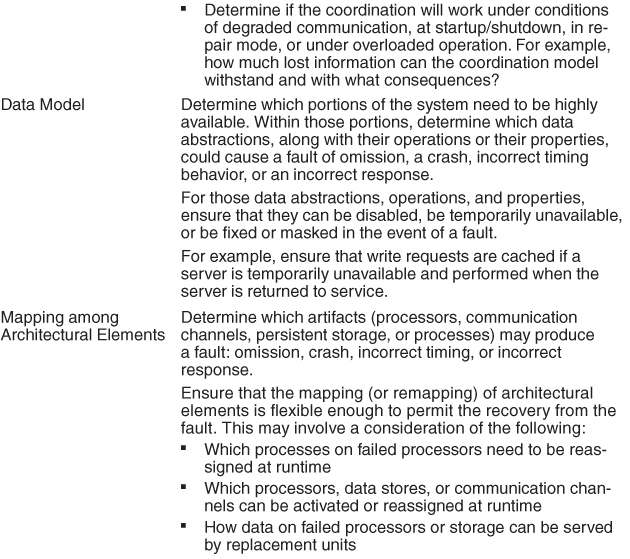 ▪ Determine if the coordination will work under conditions
of degraded communication, at startup/shutdown, in re-
pair mode, or under overloaded operation. For example,
how much lost information can the coordination model
withstand and with what consequences?
Data Model
Determine which portions of the system need to be highly
available. Within those portions, determine which data
abstractions, along with their operations or their properties,
could cause a fault of omission, a crash, incorrect timing
behavior, or an incorrect response.
For those data abstractions, operations, and properties,
ensure that they can be disabled, be temporarily unavailable,
or be fixed or masked in the event of a fault.
For example, ensure that write requests are cached if a
server is temporarily unavailable and performed when the
server is returned to service.
Mapping among
Architectural Elements
Determine which artifacts (processors, communication
channels, persistent storage, or processes) may produce
a fault: omission, crash, incorrect timing, or incorrect
response.
Ensure that the mapping (or remapping) of architectural
elements is flexible enough to permit the recovery from the
fault. This may involve a consideration of the following:
▪ Which processes on failed processors need to be reas-
signed at runtime
▪ Which processors, data stores, or communication chan-
nels can be activated or reassigned at runtime
▪ How data on failed processors or storage can be served
by replacement units